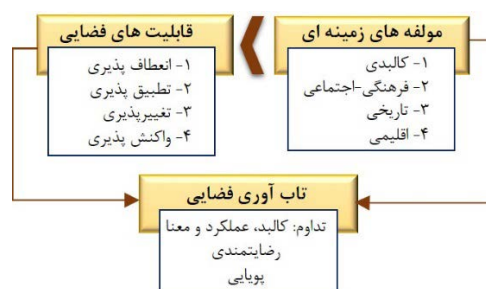 مولفه های زمینه ای
۱- کالبدی
۲- فرهنگی-اجتماعی
۳- تاریخی
۴- اقلیمی
قابلیت های فضایی
۱- انعطاف پذیری
۲- تطبیق پذیری
۳- تغییرپذیری
۴- واکنش پذیری
تاب آوری فضایی
تداوم: کالبد، عملکرد و معنا
رضایتمندی
پویایی